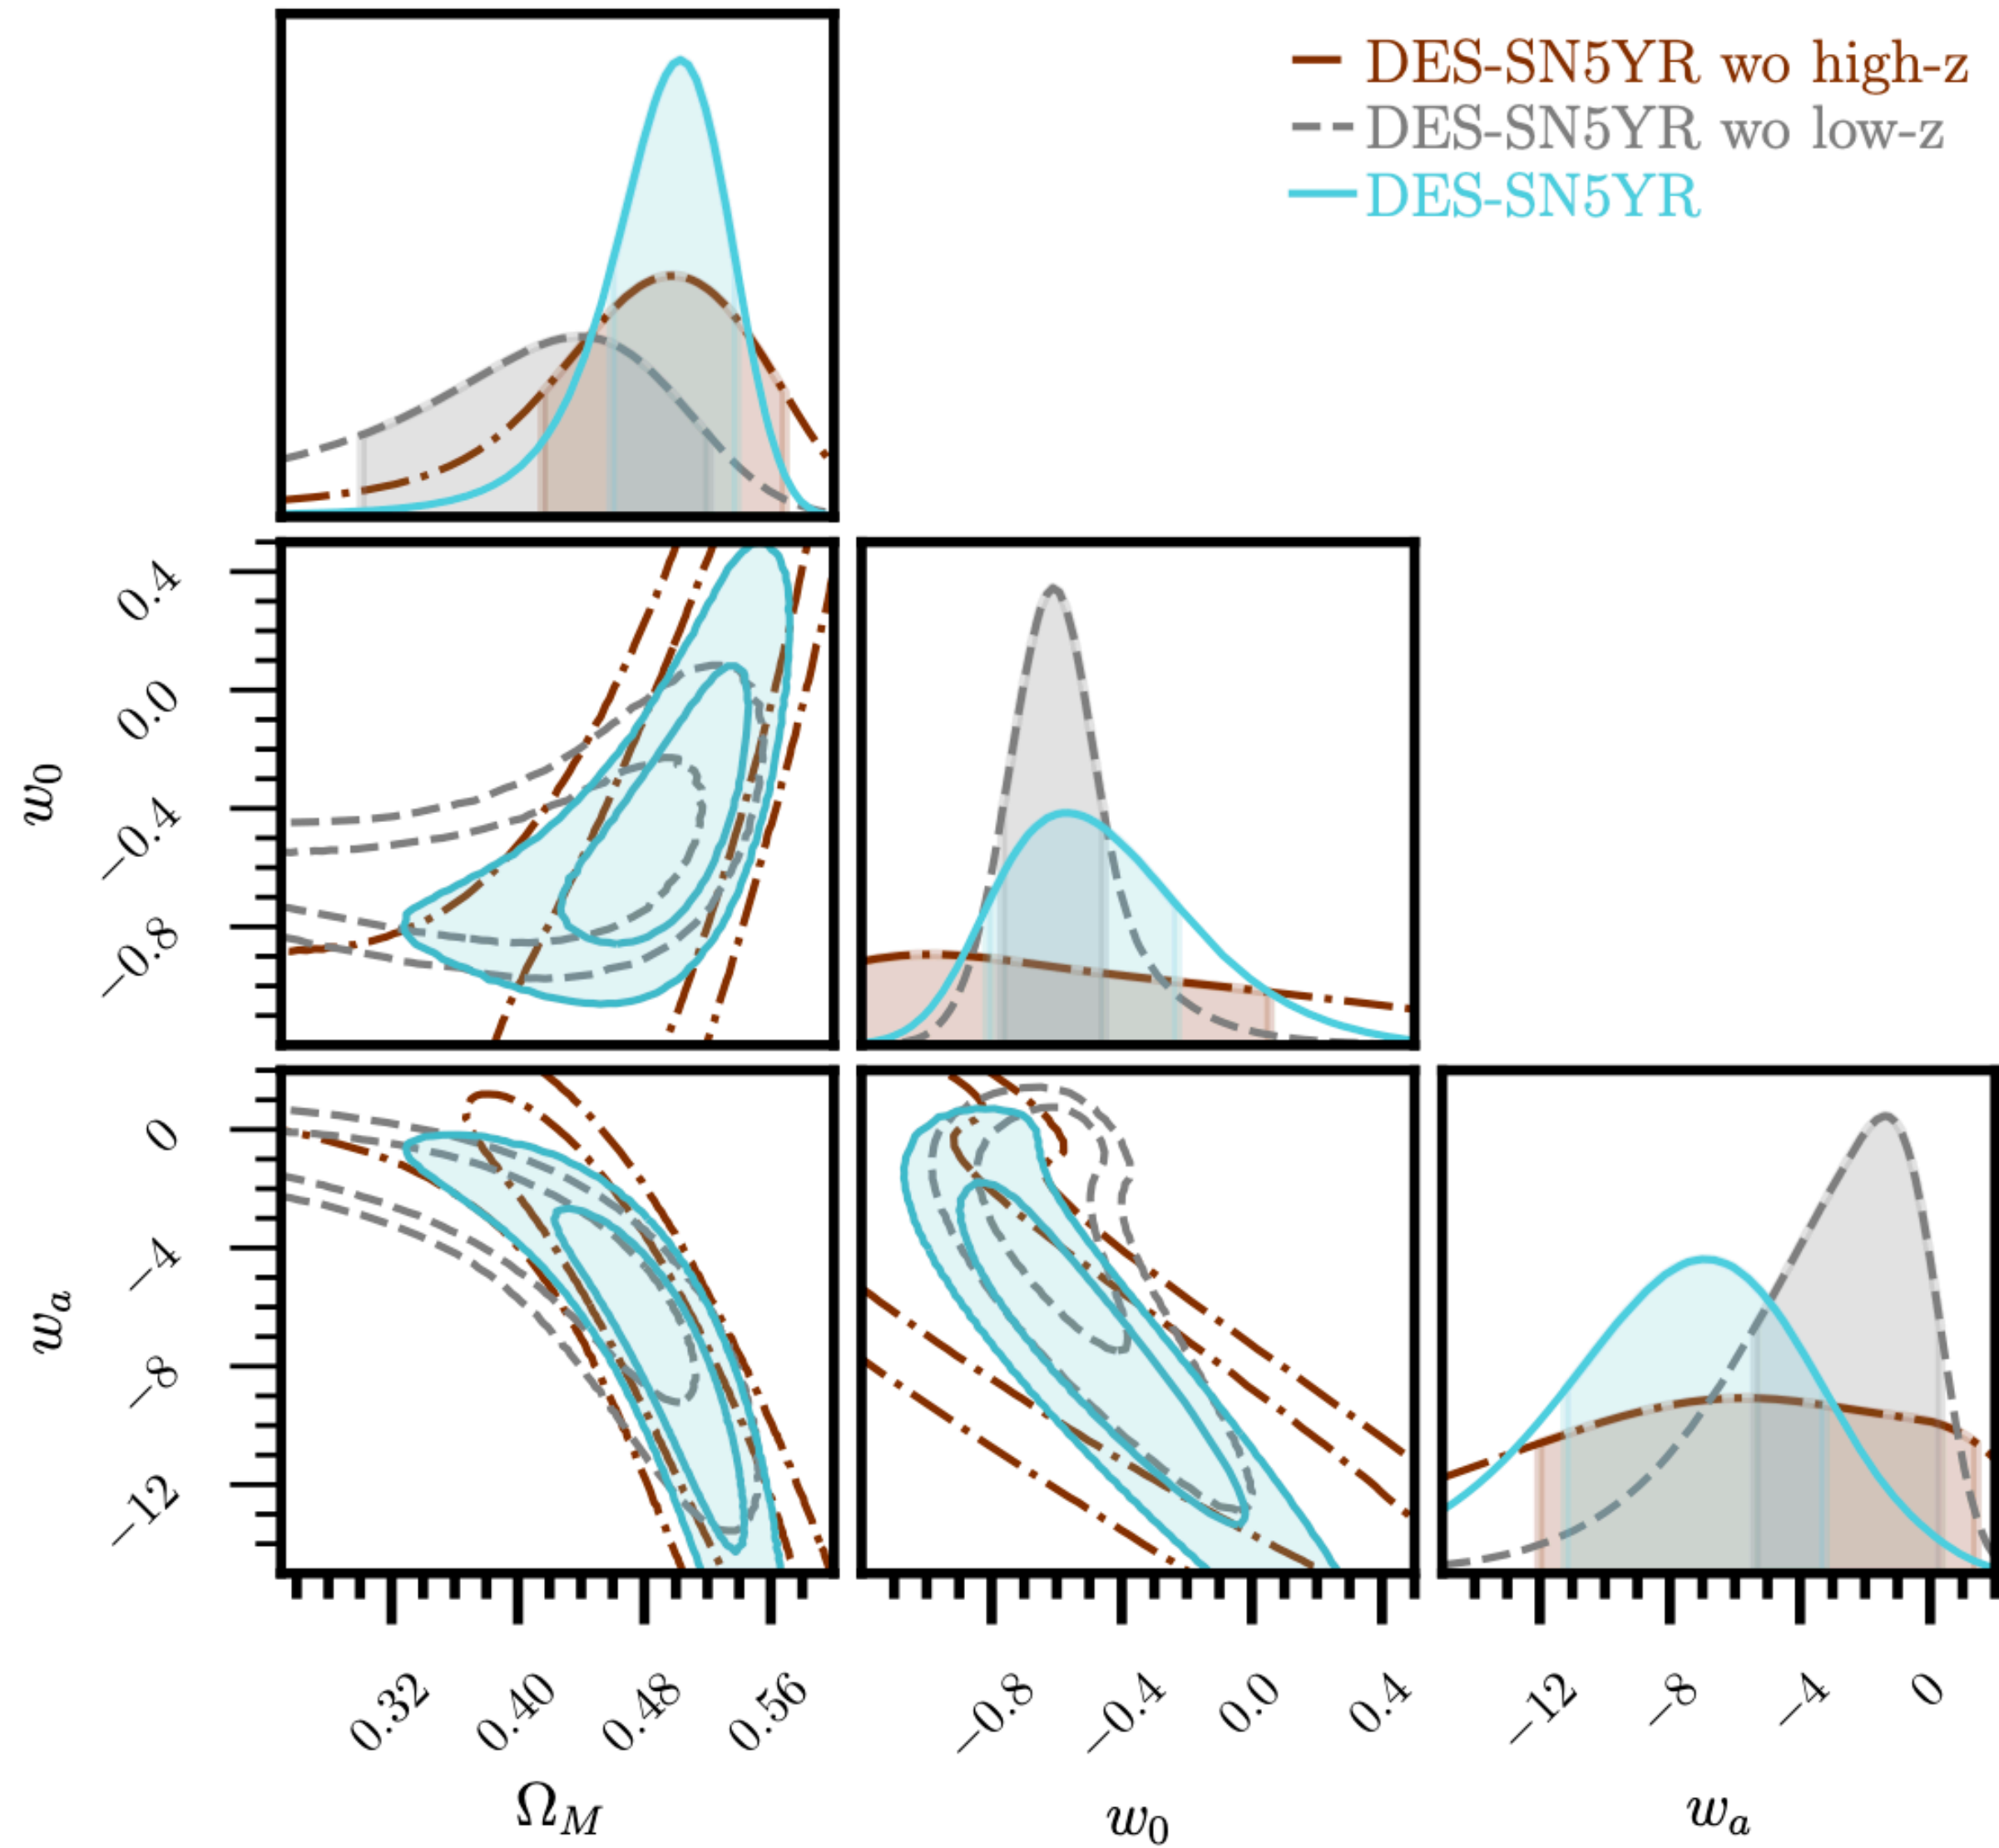 DES-SN5YR wo high-z
DES-SN5YR wo low-z
DES-SN5YR
0.4
0.0
−0.4
−0.8
w₀
0
−4
−8
−12
wₐ
0.32 0.40 0.48 0.56
−0.8 −0.4 0.0 0.4
−12 −8 −4 0
Ω_M
w₀
wₐ